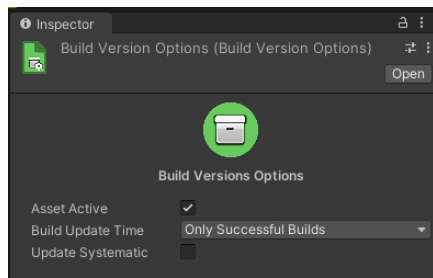 Inspector
Build Version Options (Build Version Options)
Open
Build Versions Options
Asset Active
Build Update Time Only Successful Builds
Update Systematic